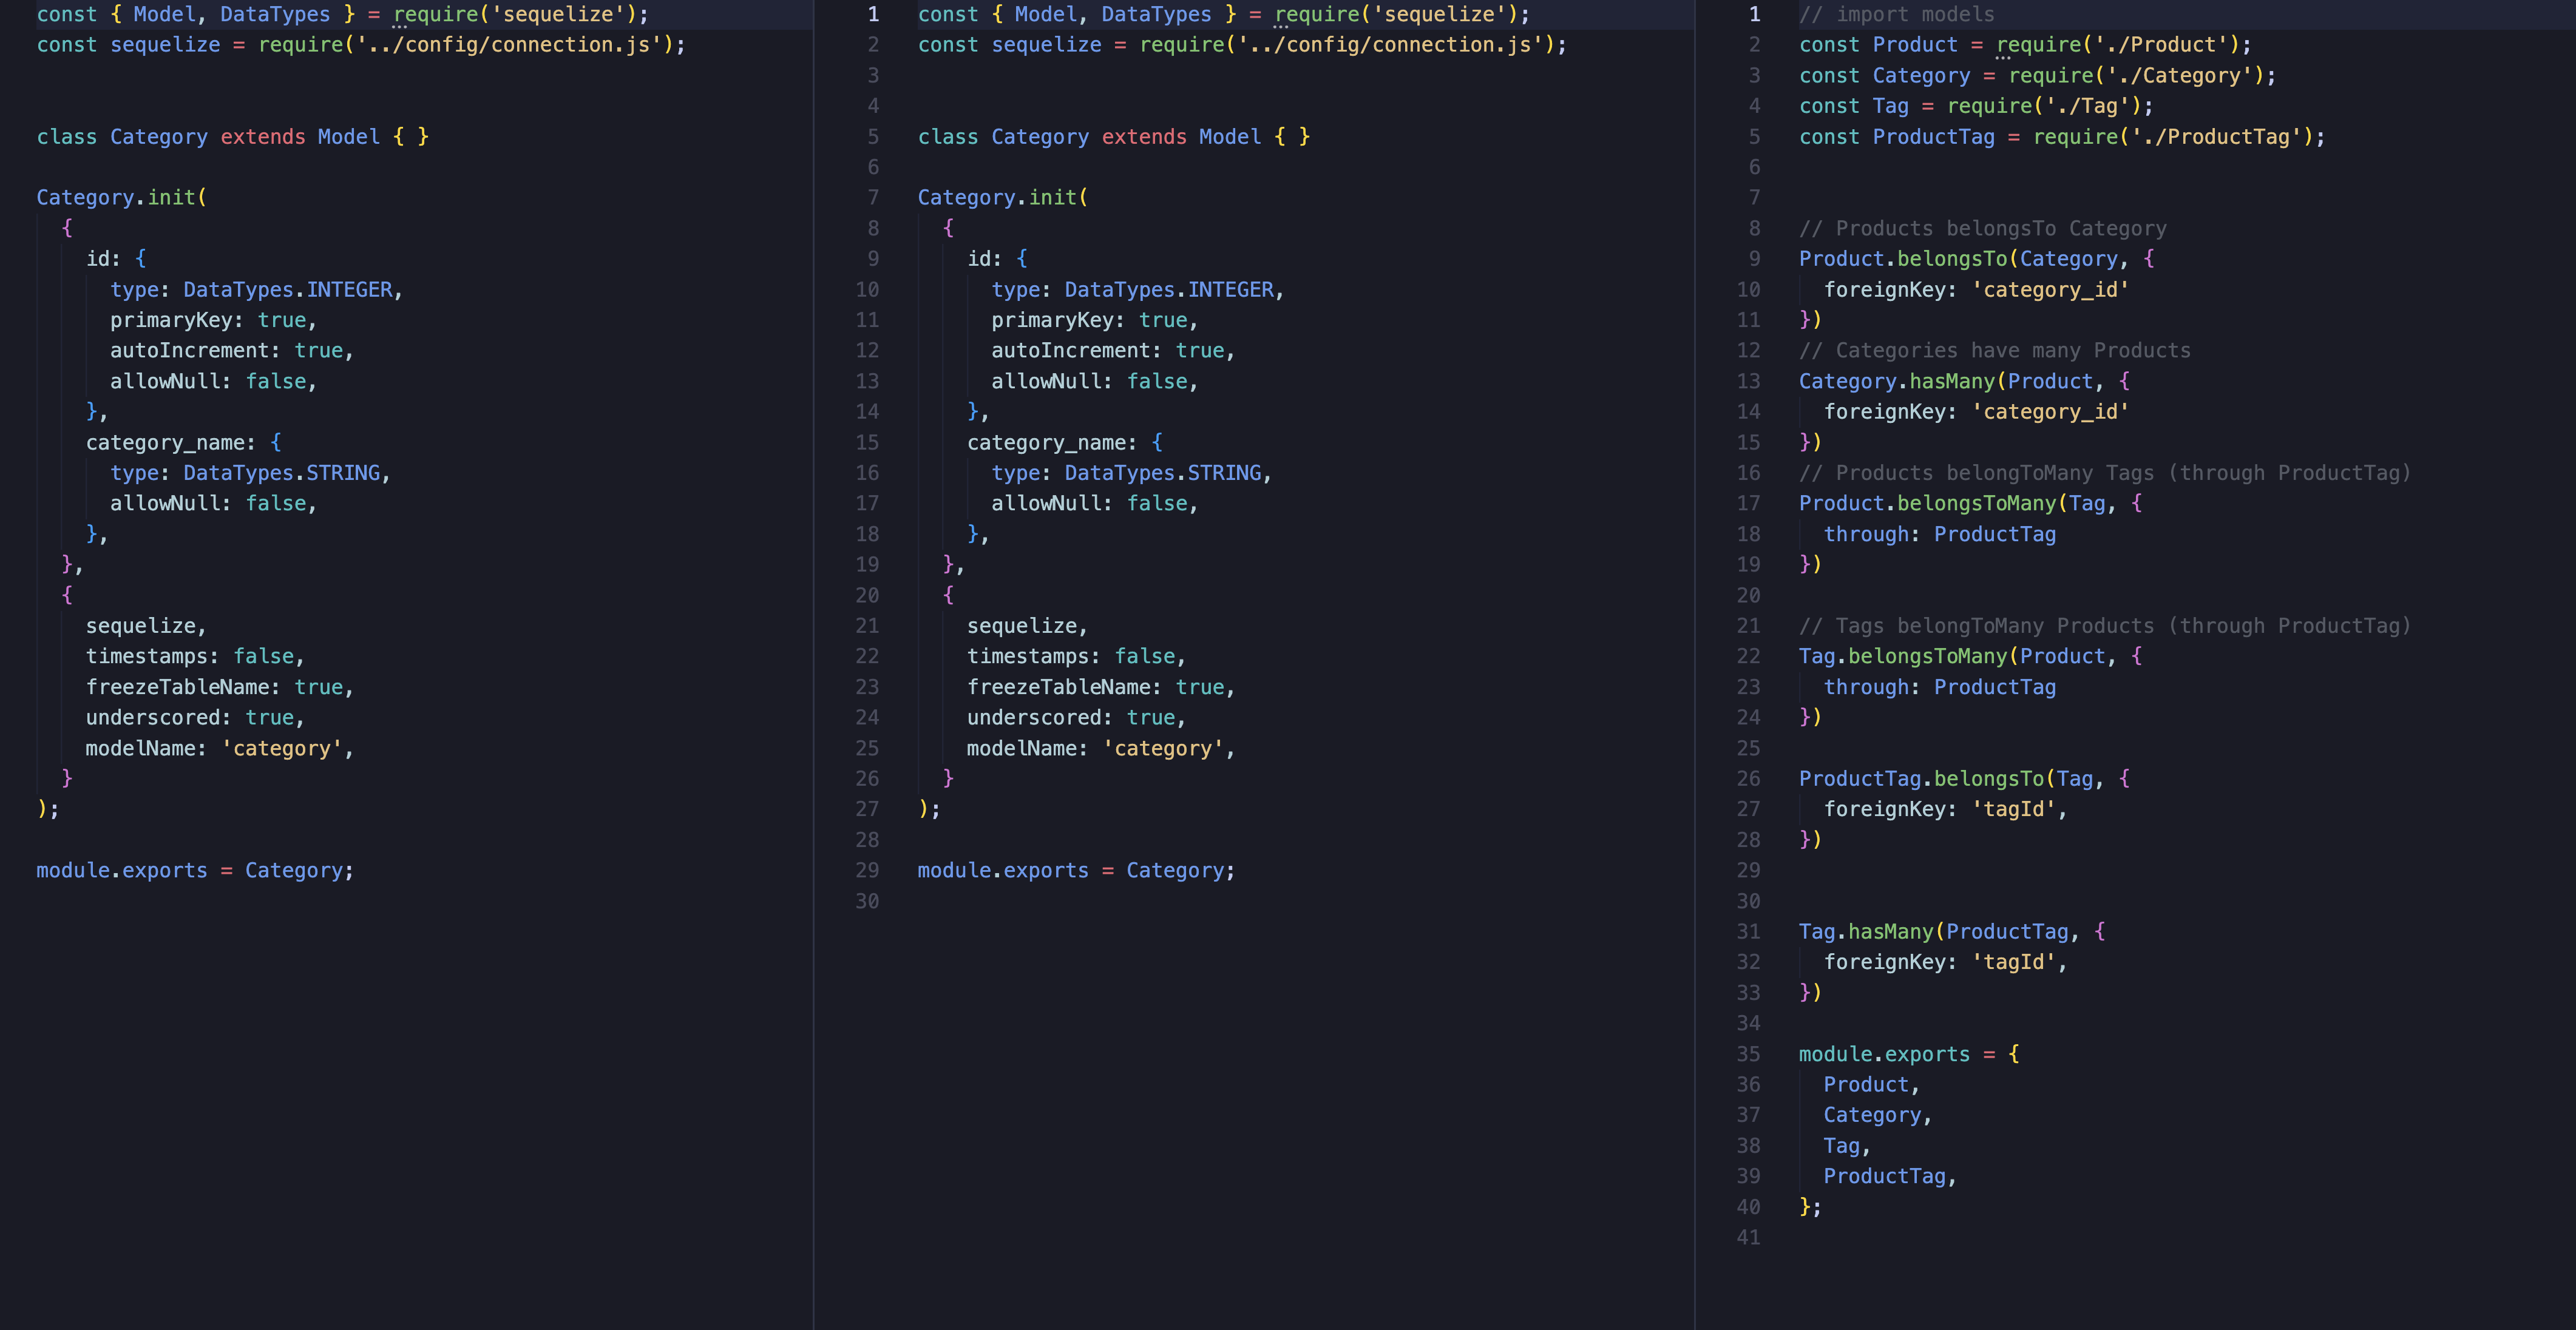 const { Model, DataTypes } = require('sequelize');
const sequelize = require('../config/connection.js');
class Category extends Model { }
Category.init(
{
id: {
type: DataTypes.INTEGER,
primaryKey: true,
autoIncrement: true,
allowNull: false,
},
category_name: {
type: DataTypes.STRING,
allowNull: false,
},
},
{
sequelize,
timestamps: false,
freezeTableName: true,
underscored: true,
modelName: 'category',
}
);
module.exports = Category;
1 const { Model, DataTypes } = require('sequelize');
2 const sequelize = require('../config/connection.js');
3
4
5 class Category extends Model { }
6
7 Category.init(
8 {
9 id: {
10 type: DataTypes.INTEGER,
11 primaryKey: true,
12 autoIncrement: true,
13 allowNull: false,
14 },
15 category_name: {
16 type: DataTypes.STRING,
17 allowNull: false,
18 },
19 },
20 {
21 sequelize,
22 timestamps: false,
23 freezeTableName: true,
24 underscored: true,
25 modelName: 'category',
26 }
27 );
28
29 module.exports = Category;
30
1 // import models
2 const Product = require('./Product');
3 const Category = require('./Category');
4 const Tag = require('./Tag');
5 const ProductTag = require('./ProductTag');
6
7
8 // Products belongsTo Category
9 Product.belongsTo(Category, {
10 foreignKey: 'category_id'
11 })
12 // Categories have many Products
13 Category.hasMany(Product, {
14 foreignKey: 'category_id'
15 })
16 // Products belongToMany Tags (through ProductTag)
17 Product.belongsToMany(Tag, {
18 through: ProductTag
19 })
20
21 // Tags belongToMany Products (through ProductTag)
22 Tag.belongsToMany(Product, {
23 through: ProductTag
24 })
25
26 ProductTag.belongsTo(Tag, {
27 foreignKey: 'tagId',
28 })
29
30
31 Tag.hasMany(ProductTag, {
32 foreignKey: 'tagId',
33 })
34
35 module.exports = {
36 Product,
37 Category,
38 Tag,
39 ProductTag,
40 };
41